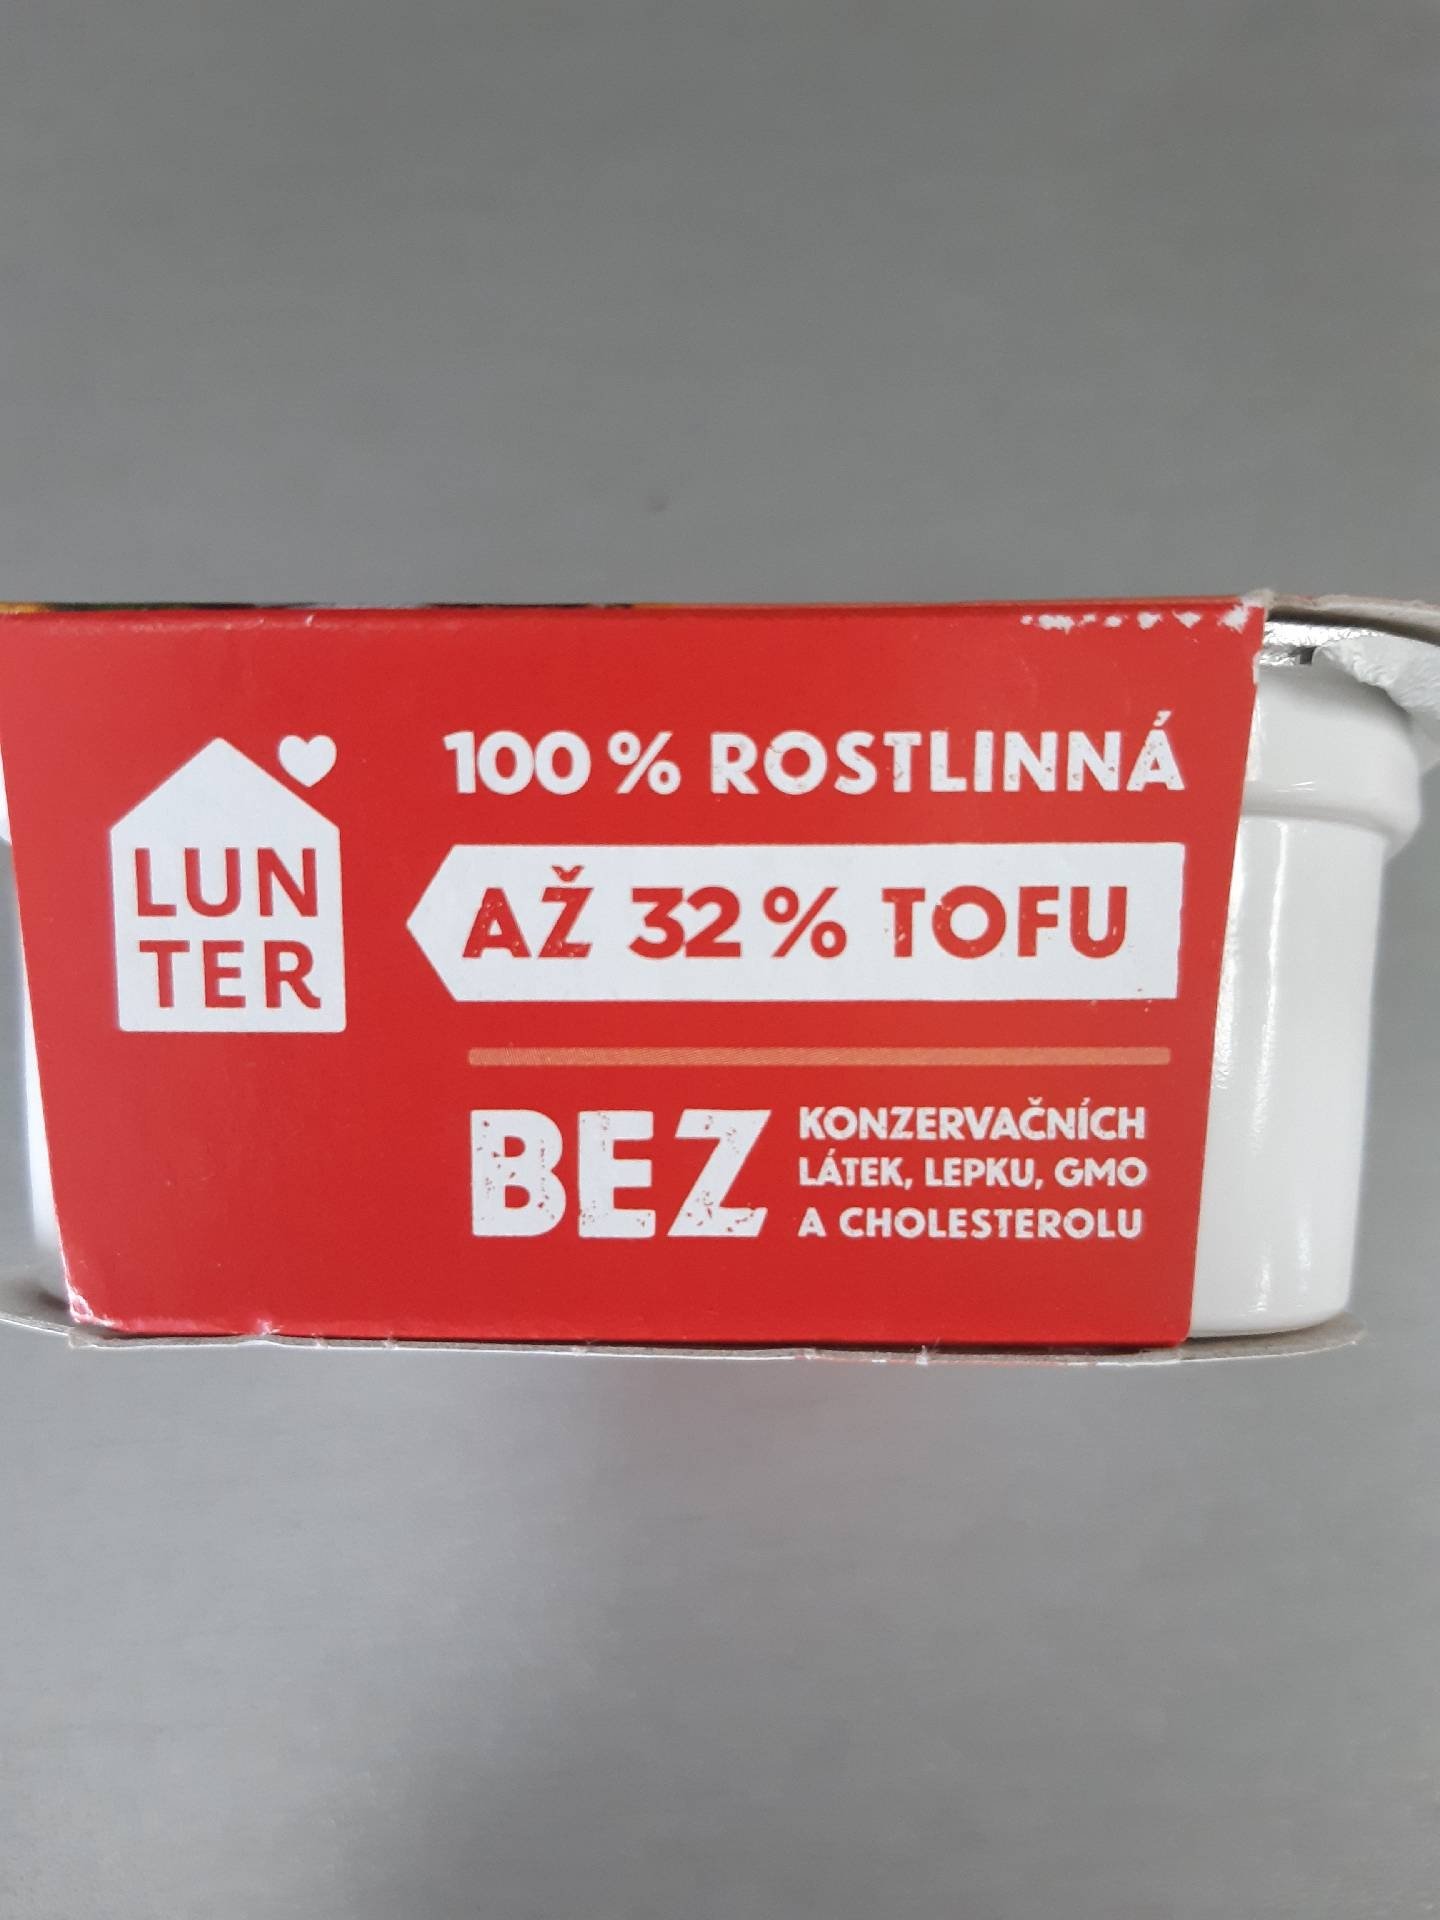 LUN
TER
100 % ROSTLINNÁ
AŽ 32 % TOFU
BEZ
KONZERVAČNÍCH
LÁTEK, LEPKU, GMO
A CHOLESTEROLU